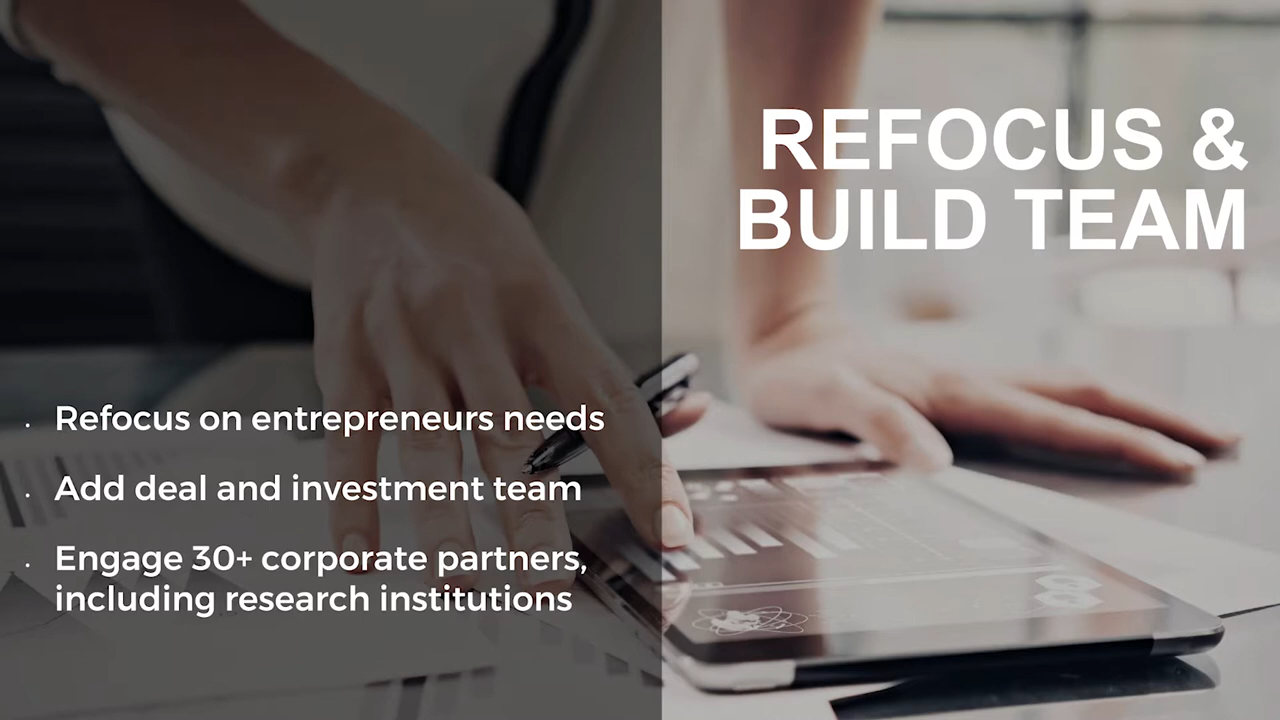 REFOCUS &
BUILD TEAM
. Refocus on entrepreneurs needs
. Add deal and investment team
. Engage 30+ corporate partners,
including research institutions